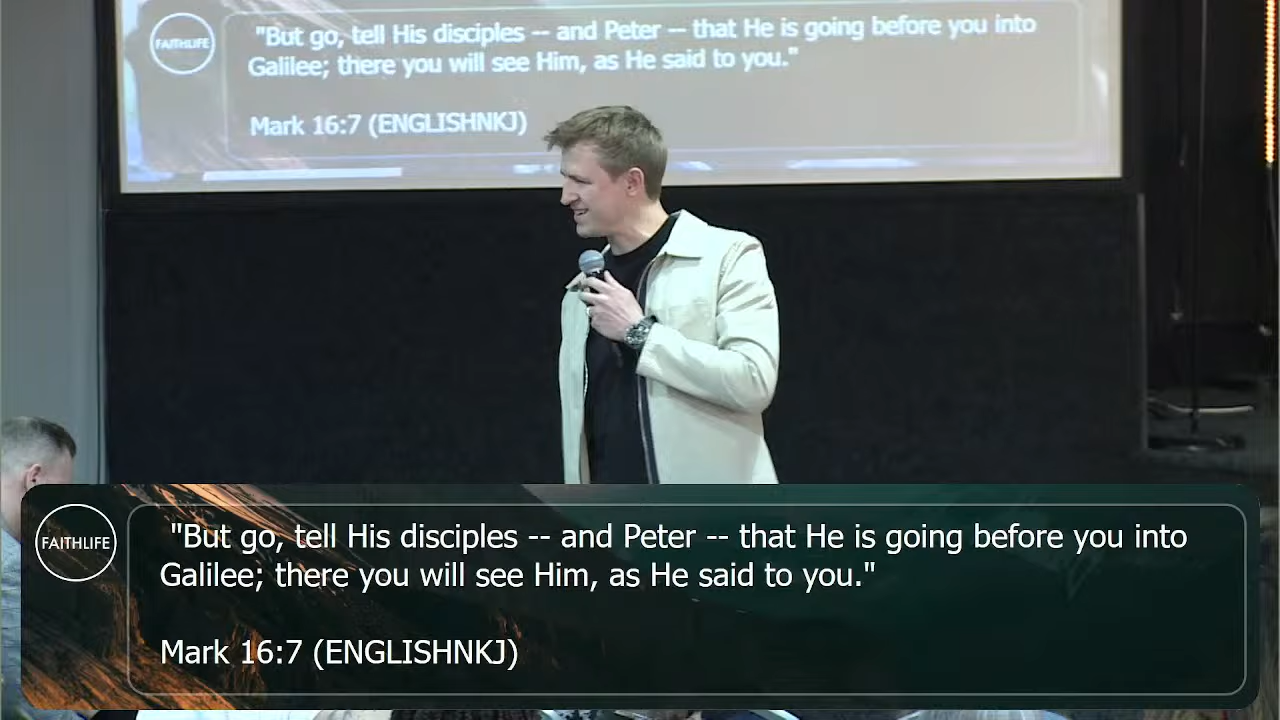 FAITHLIFE
"But go, tell His disciples -- and Peter -- that He is going before you into
Galilee; there you will see Him, as He said to you."
Mark 16:7 (ENGLISHNKJ)
FAITHLIFE
"But go, tell His disciples -- and Peter -- that He is going before you into
Galilee; there you will see Him, as He said to you."
Mark 16:7 (ENGLISHNKJ)